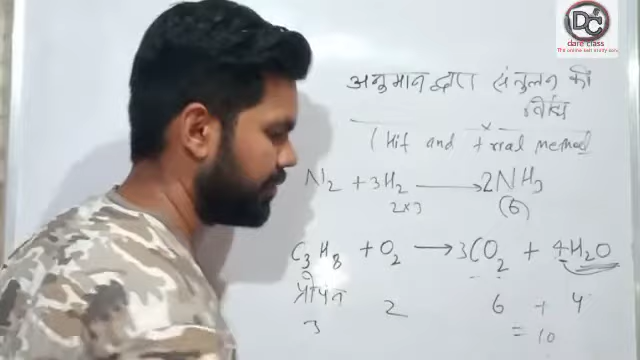 DC
dare class
अनुमान द्वारा संतुलन की
विधि
(Hit and trial method
N₂ + 3H₂ ⟶ 2NH₃
2×3 (6)
C₃H₈ + O₂ ⟶ 3CO₂ + 4H₂O
प्रोपेन 2 6 + 4
3 = 10